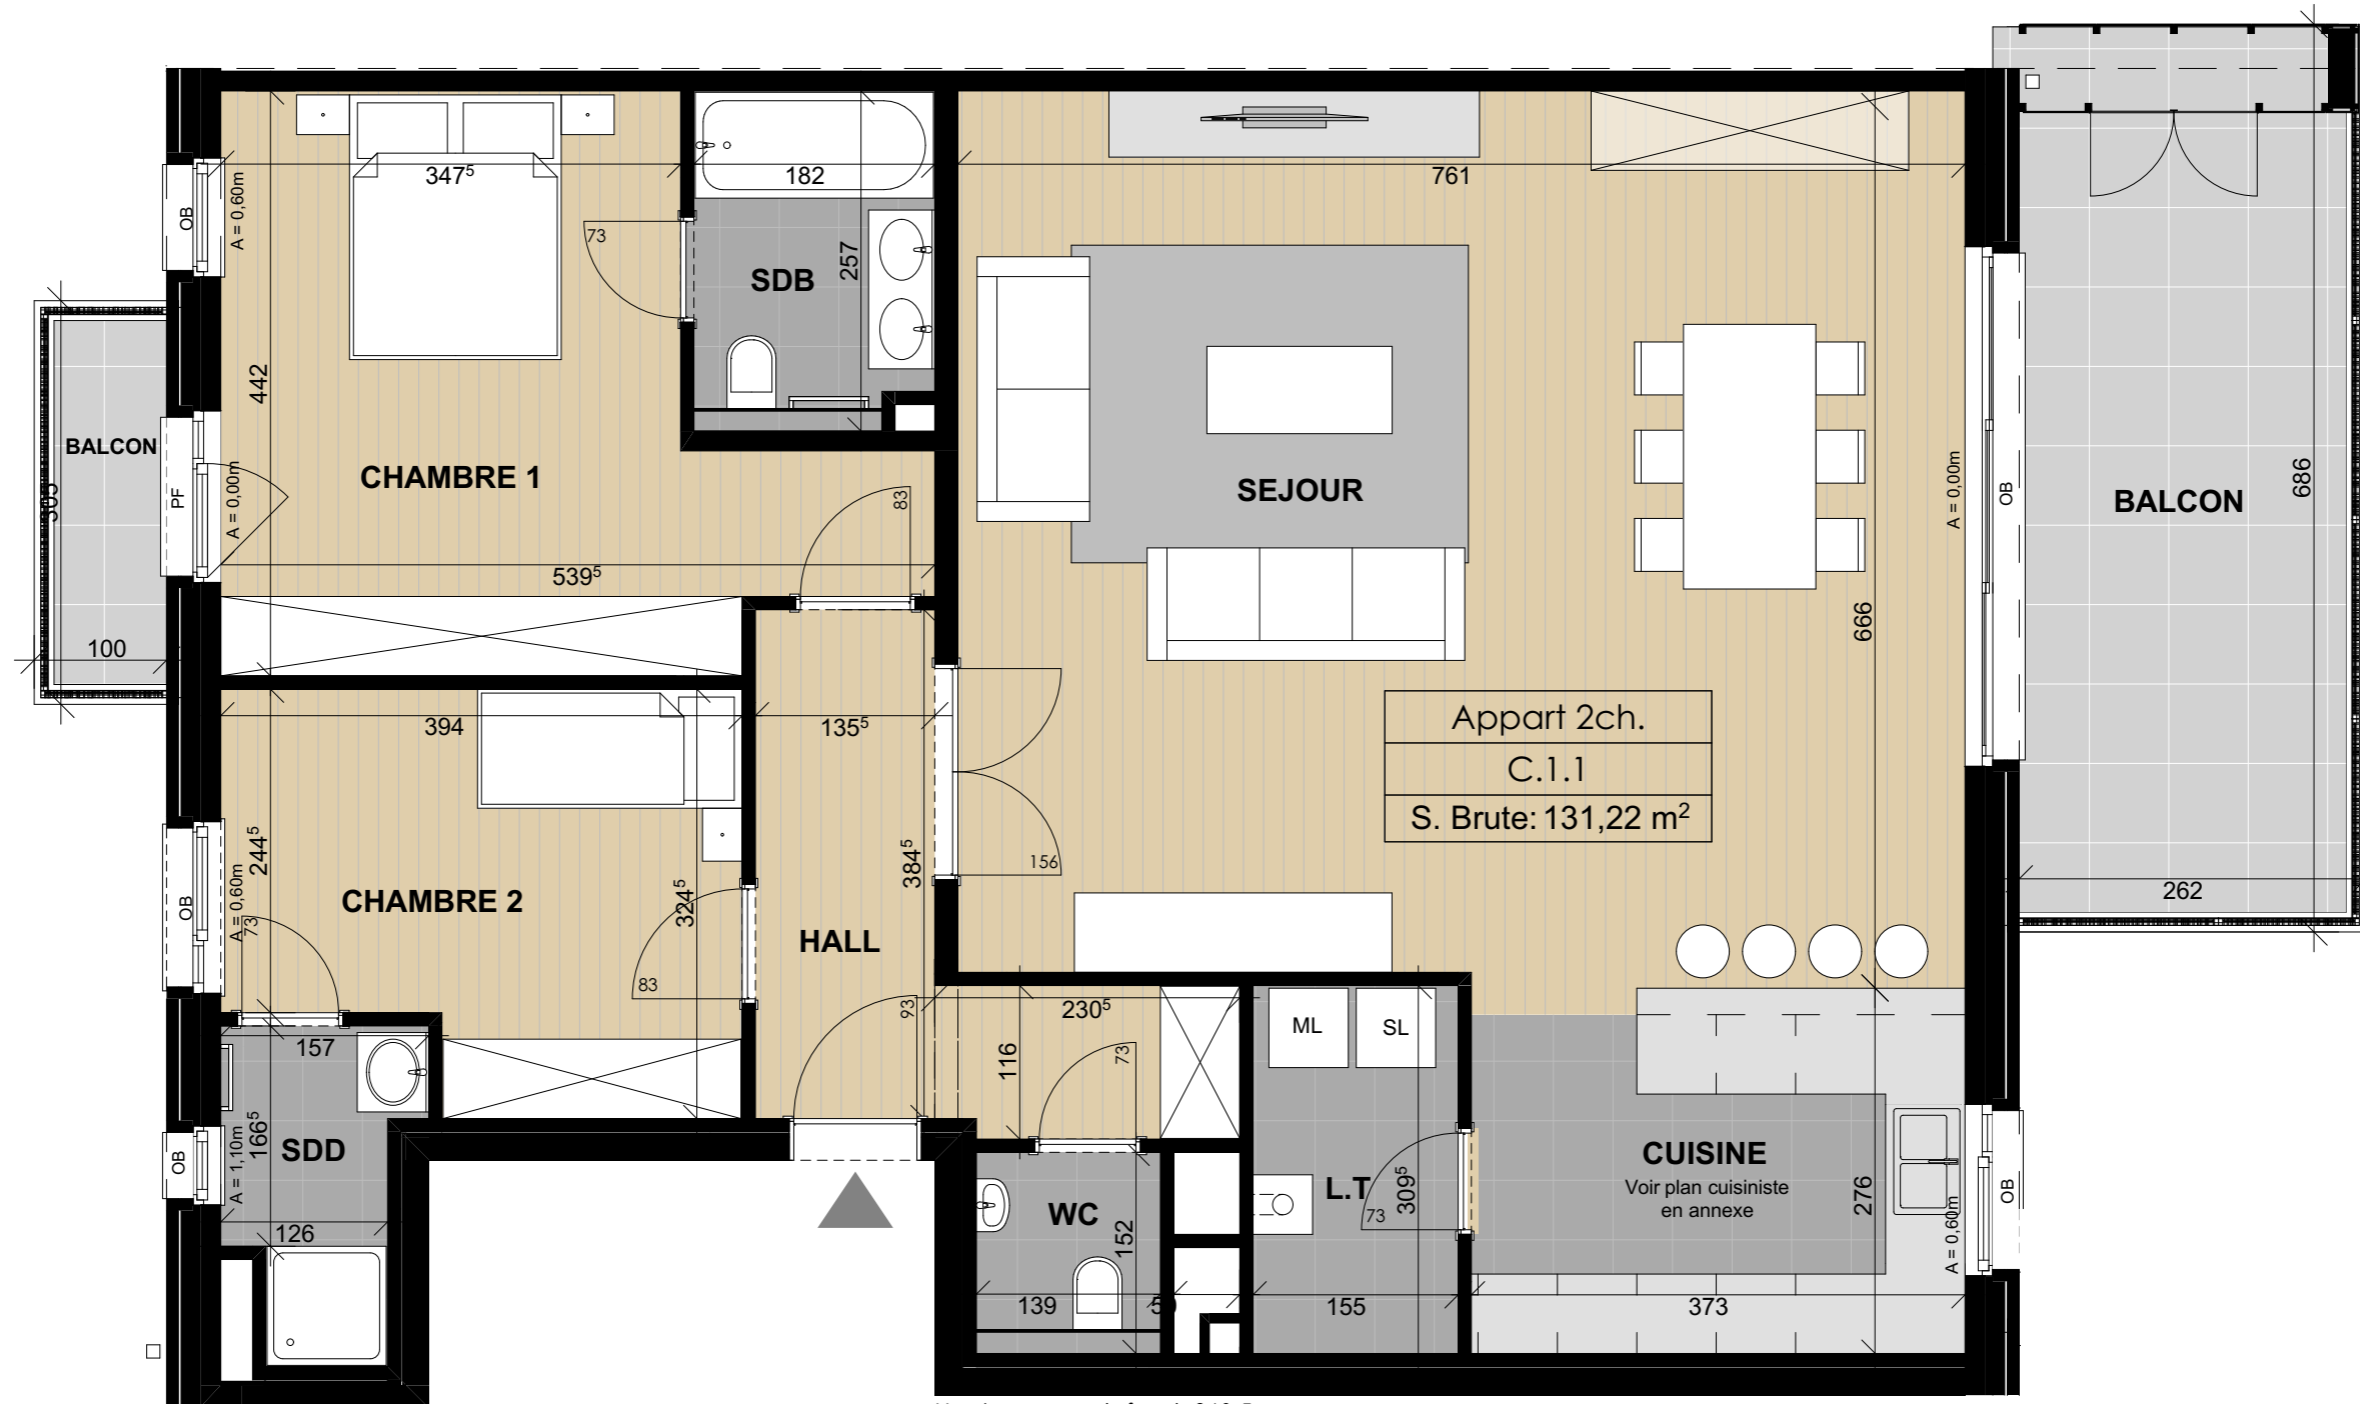 347⁵
182
761
OB
A = 0,60m
73
SDB
257
442
BALCON
305
PF
A = 0,00m
CHAMBRE 1
83
SEJOUR
A = 0,00m
OB
BALCON
686
539⁵
100
666
394
135⁵
Appart 2ch.
C.1.1
S. Brute: 131,22 m²
244⁵
324⁵
384⁵
156
262
OB
A = 0,60m
73
CHAMBRE 2
83
HALL
93
230⁵
ML
SL
157
116
73
166⁵
OB
A = 1,10m
SDD
CUISINE
Voir plan cuisiniste
en annexe
L.T
309⁵
73
276
OB
A = 0,60m
WC
152
126
139
155
373